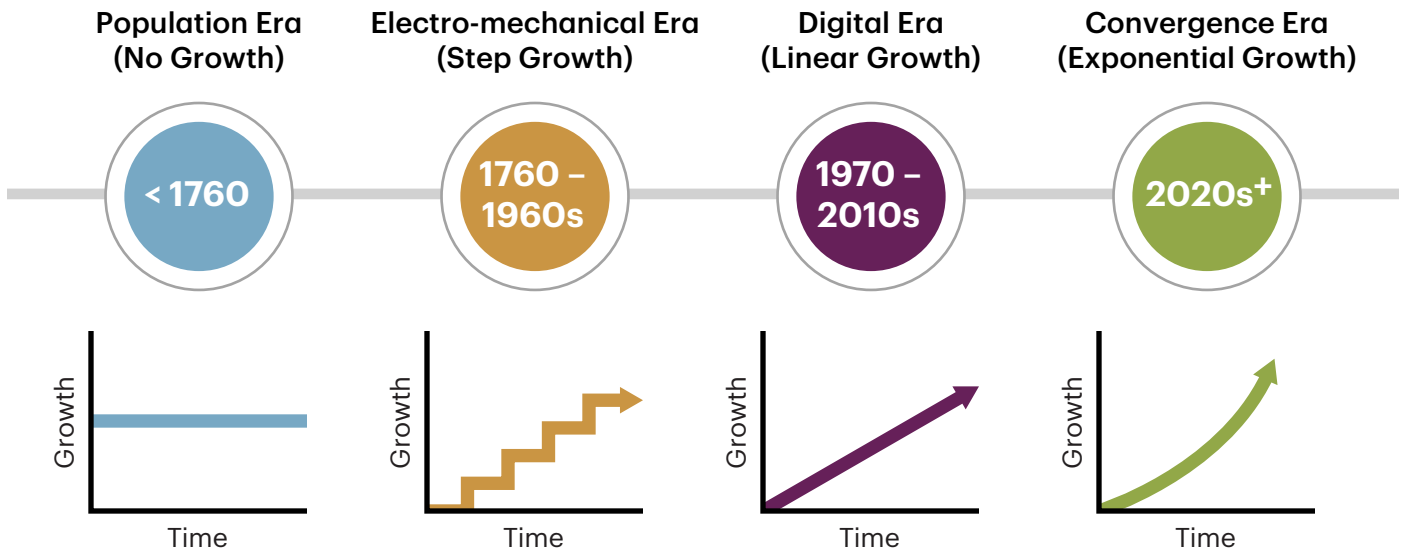 Population Era
(No Growth)
Electro-mechanical Era
(Step Growth)
Digital Era
(Linear Growth)
Convergence Era
(Exponential Growth)
< 1760
1760 –
1960s
1970 –
2010s
2020s+
Growth
Time
Growth
Time
Growth
Time
Growth
Time